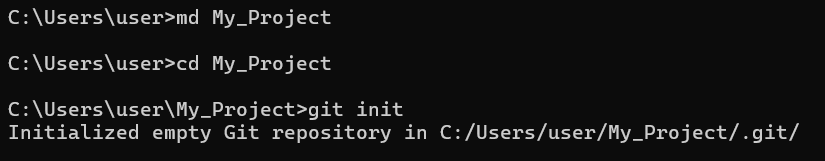 C:\Users\user>md My_Project
C:\Users\user>cd My_Project
C:\Users\user\My_Project>git init
Initialized empty Git repository in C:/Users/user/My_Project/.git/